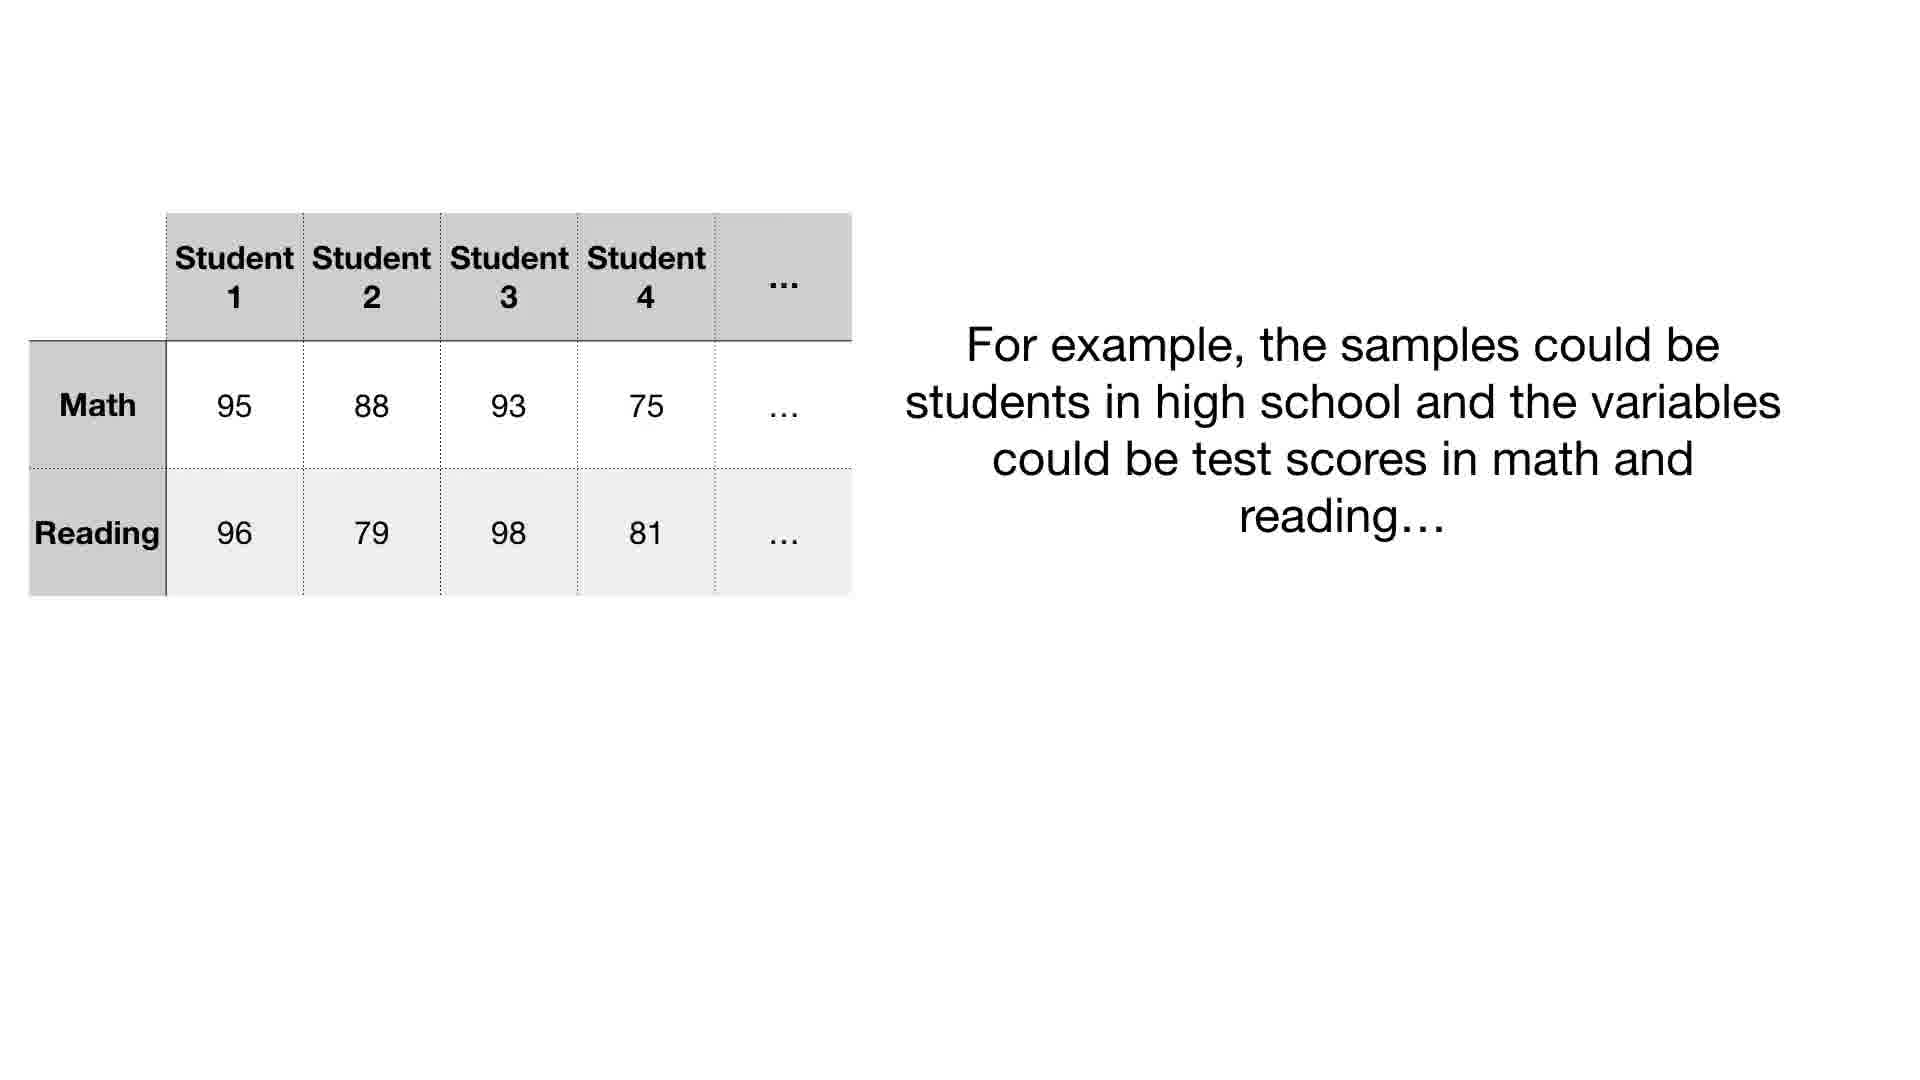 Student 1 Student 2 Student 3 Student 4 ...
Math 95 88 93 75 ...
Reading 96 79 98 81 ...
For example, the samples could be
students in high school and the variables
could be test scores in math and
reading…